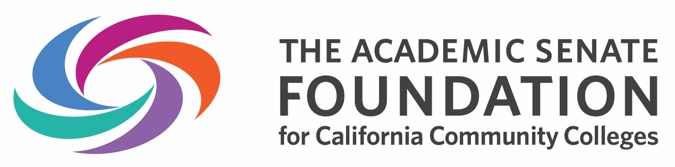 THE ACADEMIC SENATE
FOUNDATION
for California Community Colleges